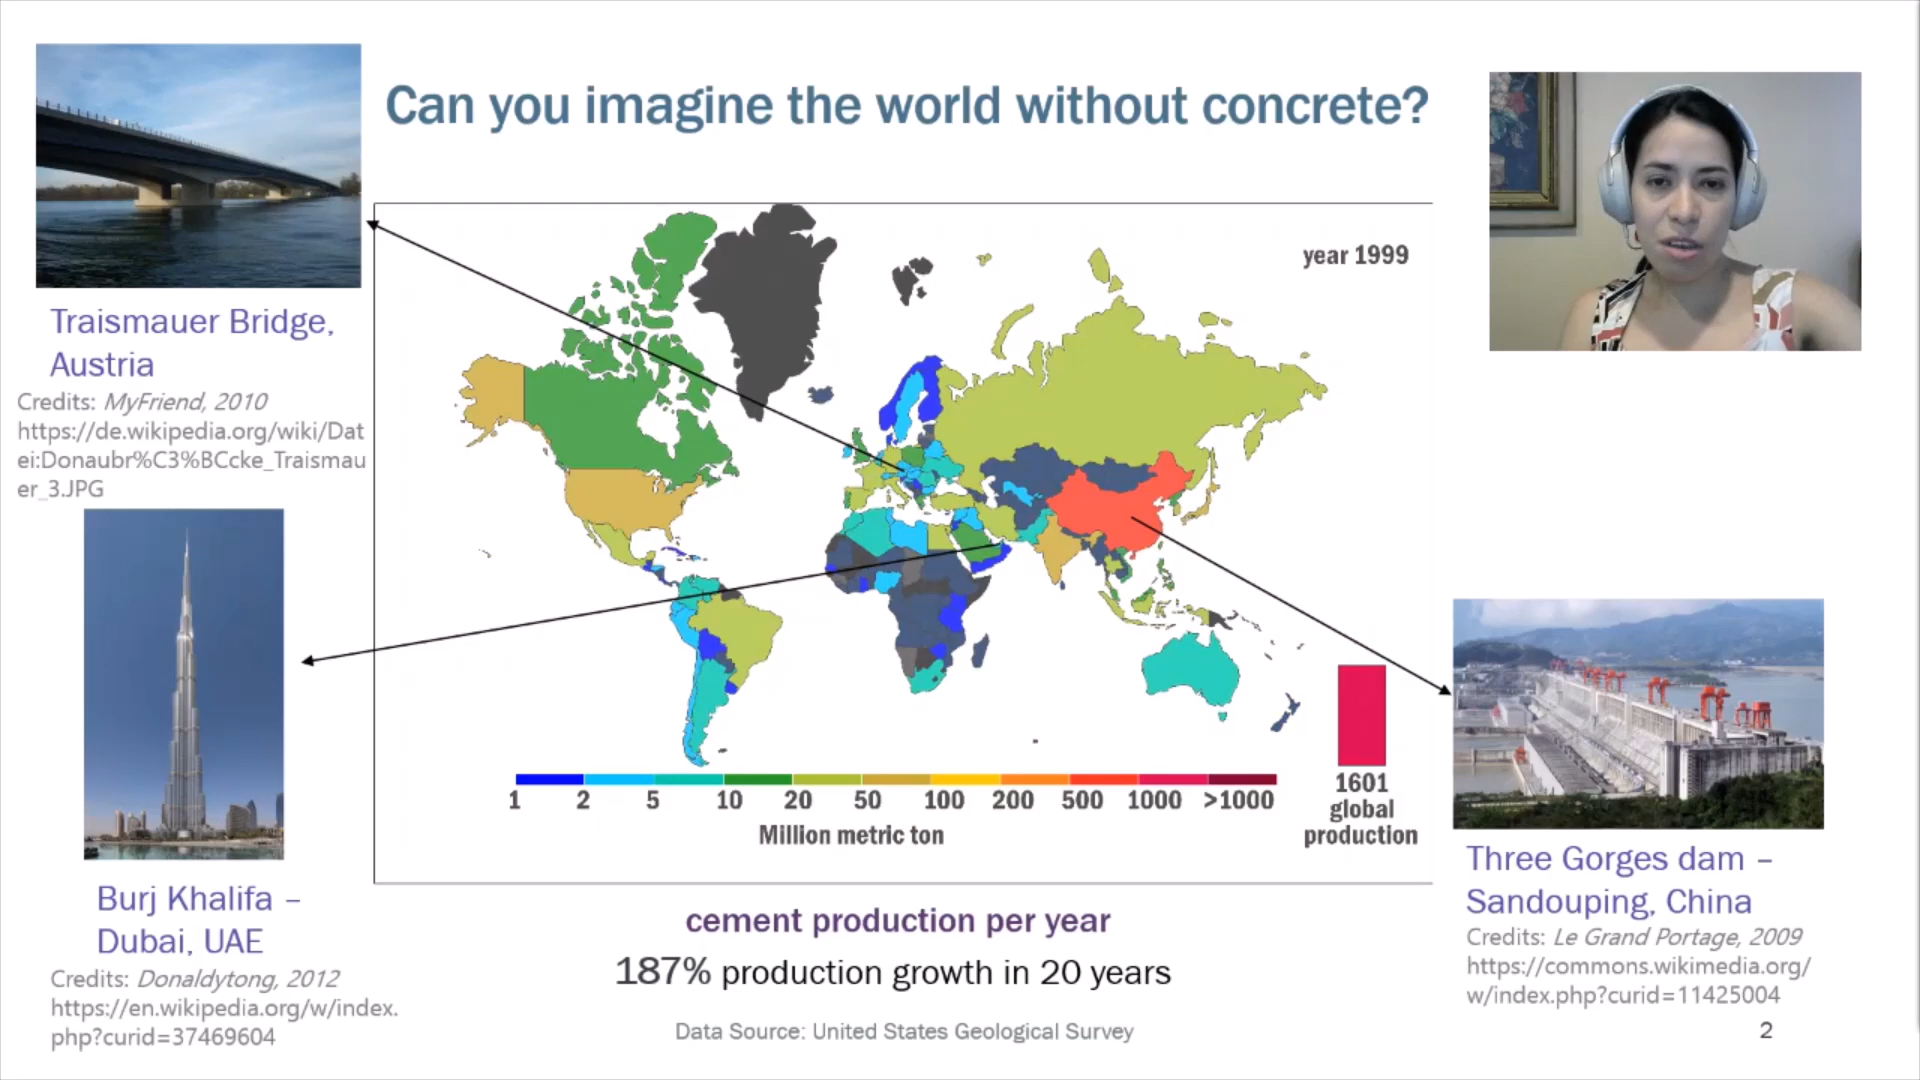 Can you imagine the world without concrete?
Traismauer Bridge,
Austria
Credits: MyFriend, 2010
https://de.wikipedia.org/wiki/Dat
ei:Donaubr%C3%BCcke_Traismau
er_3.JPG
Burj Khalifa –
Dubai, UAE
Credits: Donaldytong, 2012
https://en.wikipedia.org/w/index.
php?curid=37469604
year 1999
1 2 5 10 20 50 100 200 500 1000 >1000
Million metric ton
1601
global
production
cement production per year
187% production growth in 20 years
Data Source: United States Geological Survey
Three Gorges dam –
Sandouping, China
Credits: Le Grand Portage, 2009
https://commons.wikimedia.org/
w/index.php?curid=11425004
2